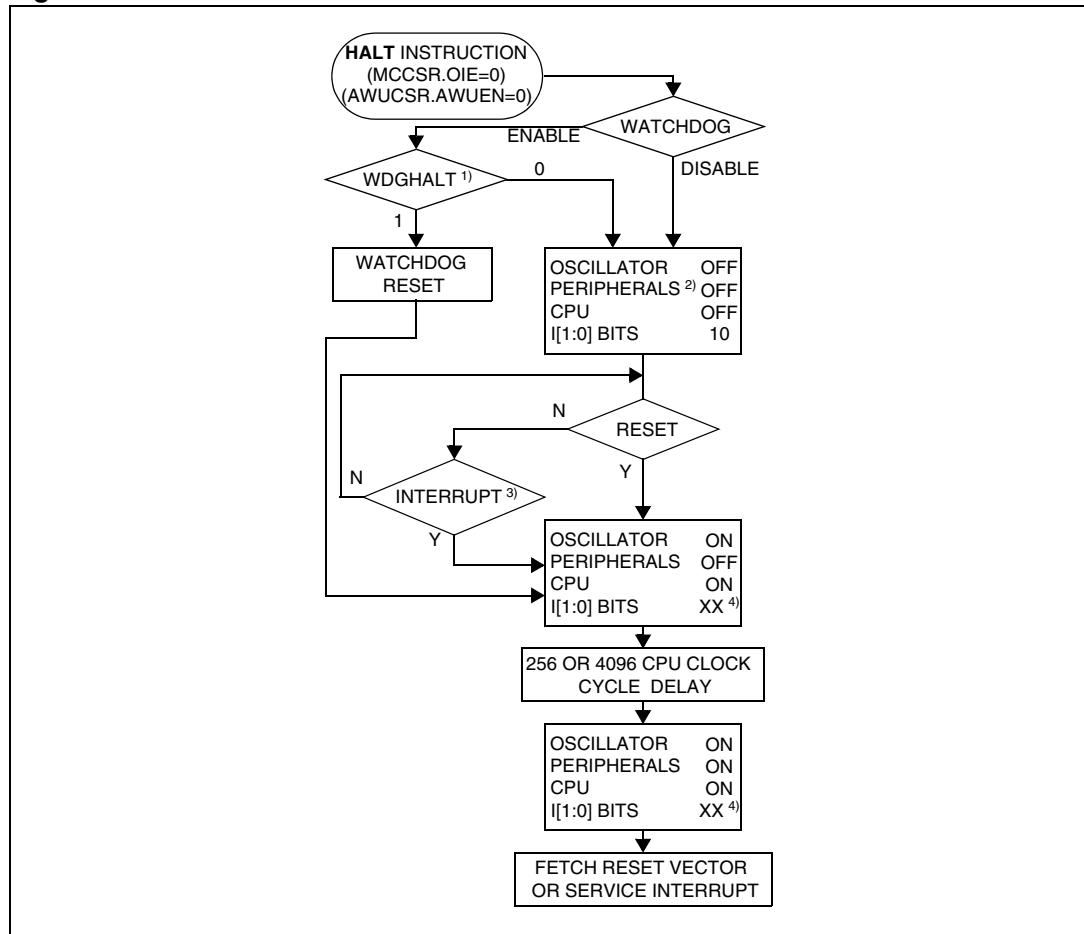 HALT INSTRUCTION
(MCCSR.OIE=0)
(AWUCSR.AWUEN=0)
WATCHDOG
ENABLE
DISABLE
WDGHALT 1)
0
1
WATCHDOG
RESET
OSCILLATOR OFF
PERIPHERALS 2) OFF
CPU OFF
I[1:0] BITS 10
N
RESET
Y
N
INTERRUPT 3)
Y
OSCILLATOR ON
PERIPHERALS OFF
CPU ON
I[1:0] BITS XX 4)
256 OR 4096 CPU CLOCK
CYCLE DELAY
OSCILLATOR ON
PERIPHERALS ON
CPU ON
I[1:0] BITS XX 4)
FETCH RESET VECTOR
OR SERVICE INTERRUPT